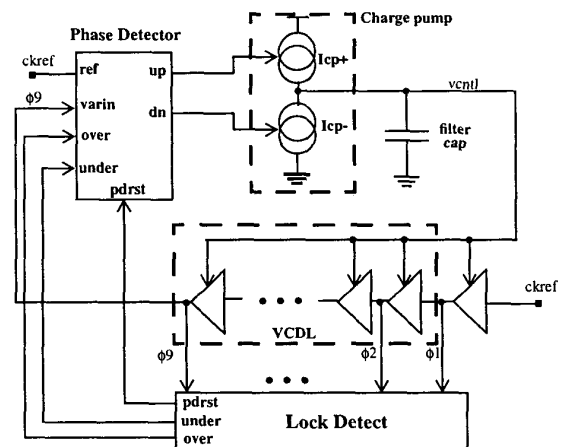 Phase Detector
Charge pump
ckref
ref
up
Icp+
φ9
varin
vcntl
over
dn
Icp-
filter
cap
under
pdrst
ckref
VCDL
φ9
φ2
φ1
pdrst
under
over
Lock Detect